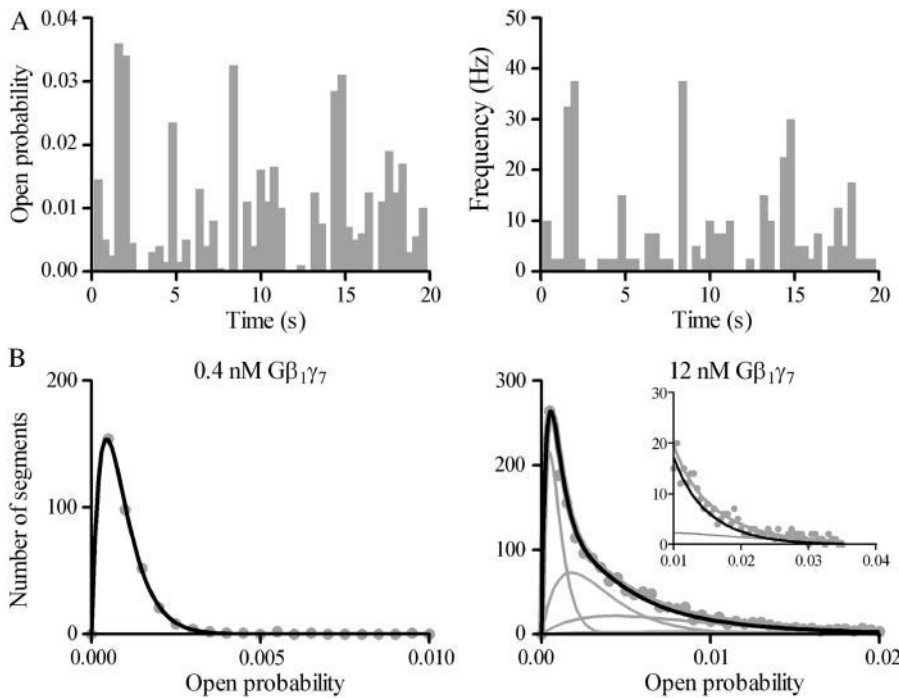 A
0.04
0.03
0.02
0.01
0.00
Open probability
0 5 10 15 20
Time (s)
50
40
30
20
10
0
Frequency (Hz)
0 5 10 15 20
Time (s)
B
0.4 nM Gβ₁γ₇
200
100
0
Number of segments
0.000 0.005 0.010
Open probability
12 nM Gβ₁γ₇
300
200
100
0
30
20
10
0
0.01 0.02 0.03 0.04
0.00 0.01 0.02
Open probability